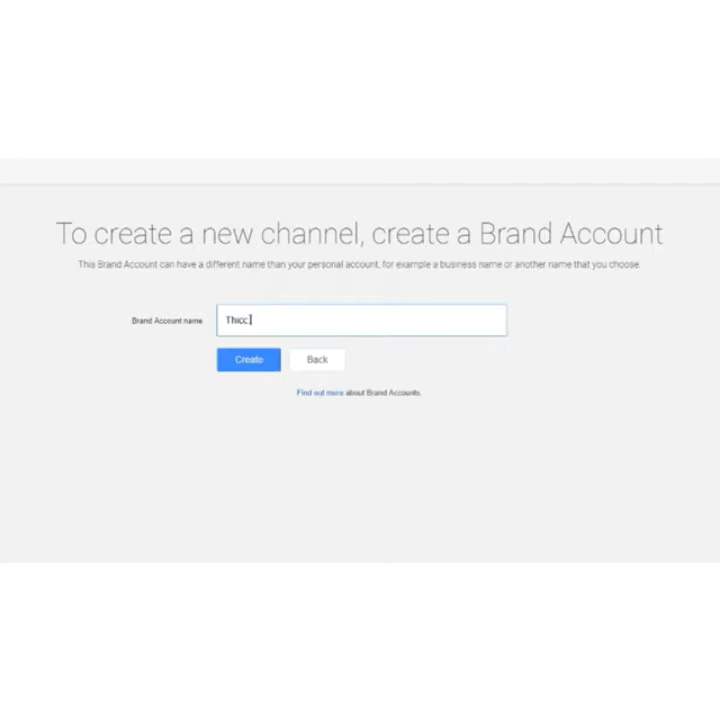 To create a new channel, create a Brand Account
This Brand Account can have a different name than your personal account, for example a business name or another name that you choose.
Brand Account name
Thicc
Create
Back
Find out more about Brand Accounts.